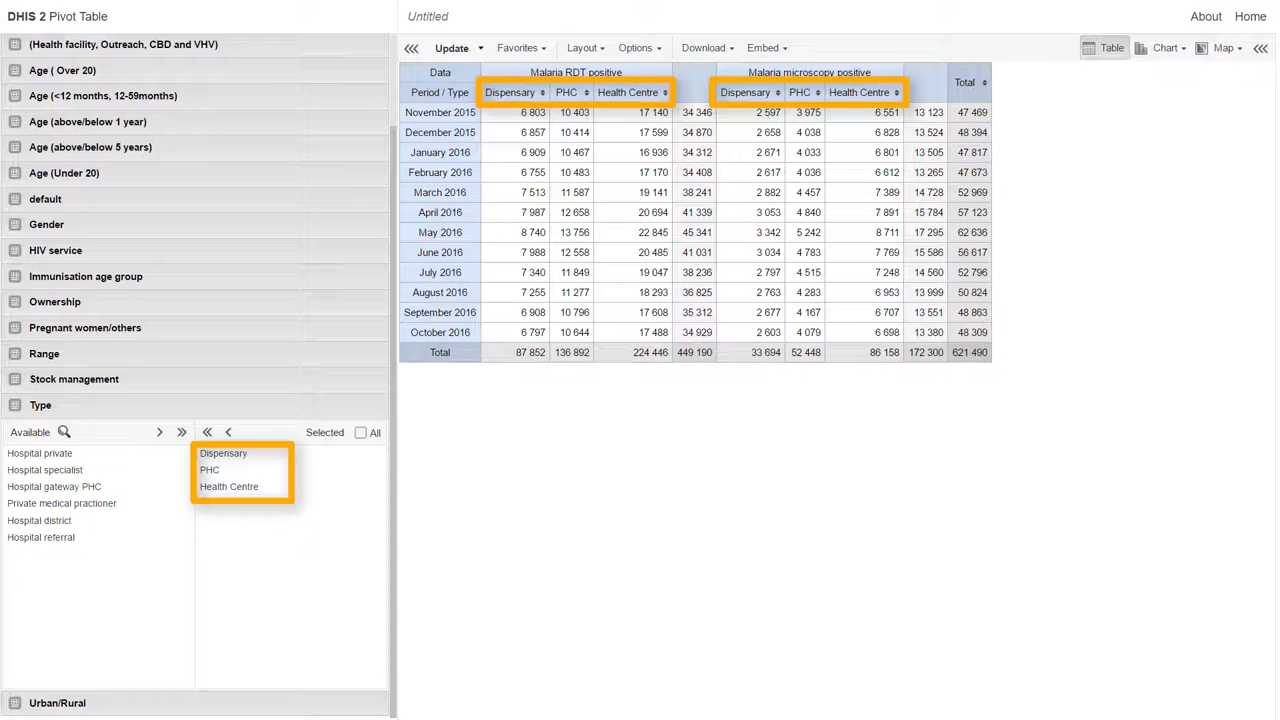 DHIS 2 Pivot Table
Untitled
About Home
(Health facility, Outreach, CBD and VHV)
Age ( Over 20)
Age (<12 months, 12-59months)
Age (above/below 1 year)
Age (above/below 5 years)
Age (Under 20)
default
Gender
HIV service
Immunisation age group
Ownership
Pregnant women/others
Range
Stock management
Type
Available Selected All
Hospital private
Hospital specialist
Hospital gateway PHC
Private medical practioner
Hospital district
Hospital referral
Dispensary
PHC
Health Centre
Urban/Rural
Update Favorites Layout Options Download Embed Table Chart Map
Data Malaria RDT positive Malaria microscopy positive Total
Period / Type Dispensary PHC Health Centre Dispensary PHC Health Centre
November 2015 6 803 10 403 17 140 34 346 2 597 3 975 6 551 13 123 47 469
December 2015 6 857 10 414 17 599 34 870 2 658 4 038 6 828 13 524 48 394
January 2016 6 909 10 467 16 936 34 312 2 671 4 033 6 801 13 505 47 817
February 2016 6 755 10 483 17 170 34 408 2 617 4 036 6 612 13 265 47 673
March 2016 7 513 11 587 19 141 38 241 2 882 4 457 7 389 14 728 52 969
April 2016 7 987 12 658 20 694 41 339 3 053 4 840 7 891 15 784 57 123
May 2016 8 740 13 756 22 845 45 341 3 342 5 242 8 711 17 295 62 636
June 2016 7 988 12 558 20 485 41 031 3 034 4 783 7 769 15 586 56 617
July 2016 7 340 11 849 19 047 38 236 2 797 4 515 7 248 14 560 52 796
August 2016 7 255 11 277 18 293 36 825 2 763 4 283 6 953 13 999 50 824
September 2016 6 908 10 796 17 608 35 312 2 677 4 167 6 707 13 551 48 863
October 2016 6 797 10 644 17 488 34 929 2 603 4 079 6 698 13 380 48 309
Total 87 852 136 892 224 446 449 190 33 694 52 448 86 158 172 300 621 490